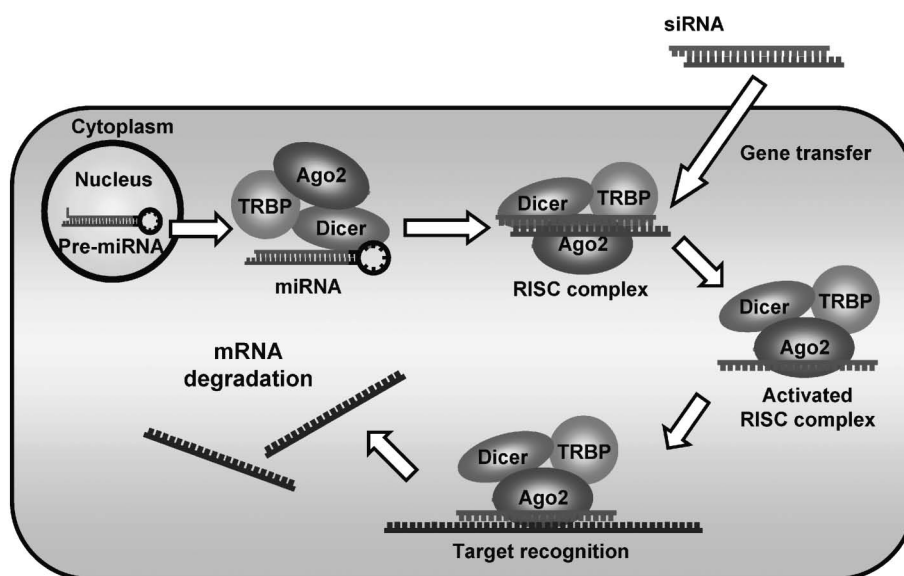 siRNA
Cytoplasm
Gene transfer
Nucleus
Pre-miRNA
Ago2
TRBP
Dicer
miRNA
Dicer
TRBP
Ago2
RISC complex
Dicer
TRBP
Ago2
Activated
RISC complex
mRNA
degradation
Dicer
TRBP
Ago2
Target recognition